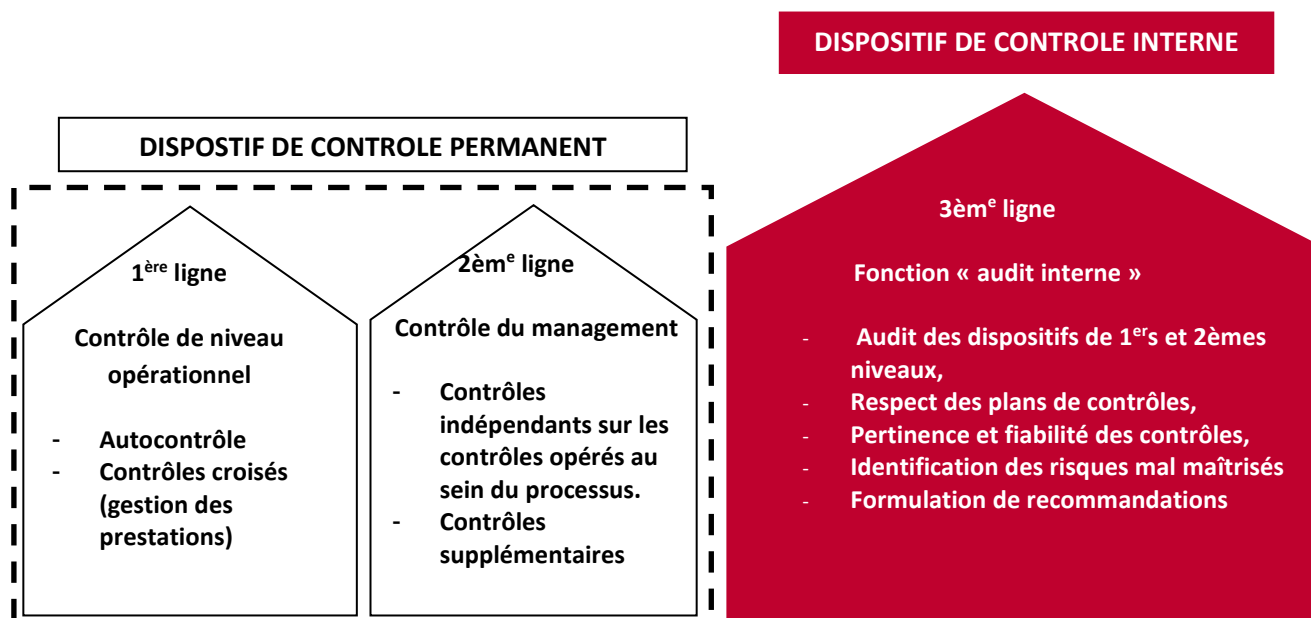 DISPOSITIF DE CONTROLE INTERNE
DISPOSTIF DE CONTROLE PERMANENT
1ère ligne
Contrôle de niveau
opérationnel
- Autocontrôle
- Contrôles croisés
(gestion des
prestations)
2ème ligne
Contrôle du management
- Contrôles
indépendants sur les
contrôles opérés au
sein du processus.
- Contrôles
supplémentaires
3ème ligne
Fonction « audit interne »
- Audit des dispositifs de 1ers et 2èmes
niveaux,
- Respect des plans de contrôles,
- Pertinence et fiabilité des contrôles,
- Identification des risques mal maîtrisés
- Formulation de recommandations